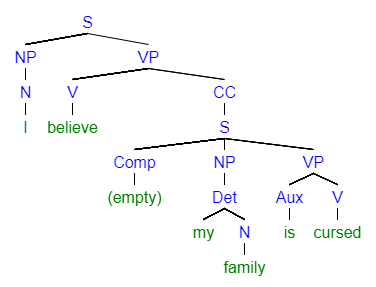 S
NP VP
N V CC
I believe S
Comp NP VP
(empty) Det Aux V
my N is cursed
family